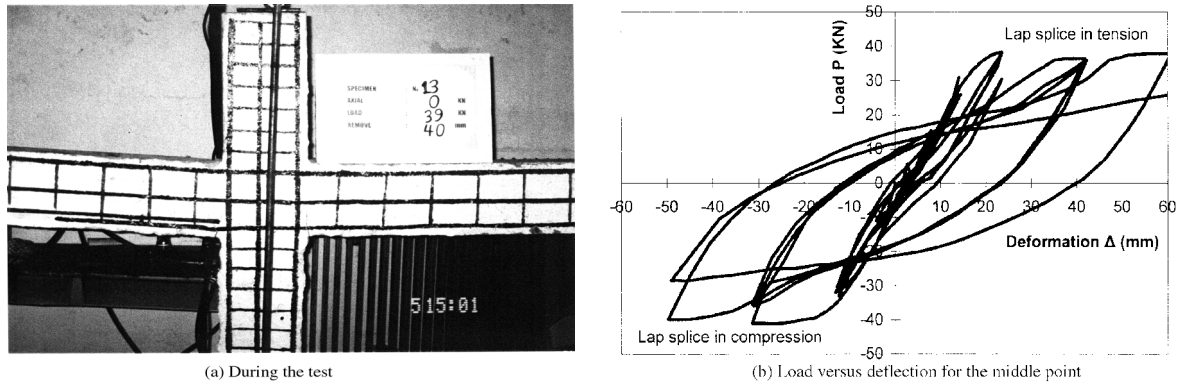 SPECIMEN N. 13
AXIAL 0 KN
LOAD 39 KN
REMOVE 40 mm
515:01
(a) During the test
Load P (KN)
50
40
30
20
10
0
-10
-30
-40
-50
-60 -50 -40 -30 -20 -10 10 20 30 40 50 60
Lap splice in tension
Deformation Δ (mm)
Lap splice in compression
(b) Load versus deflection for the middle point